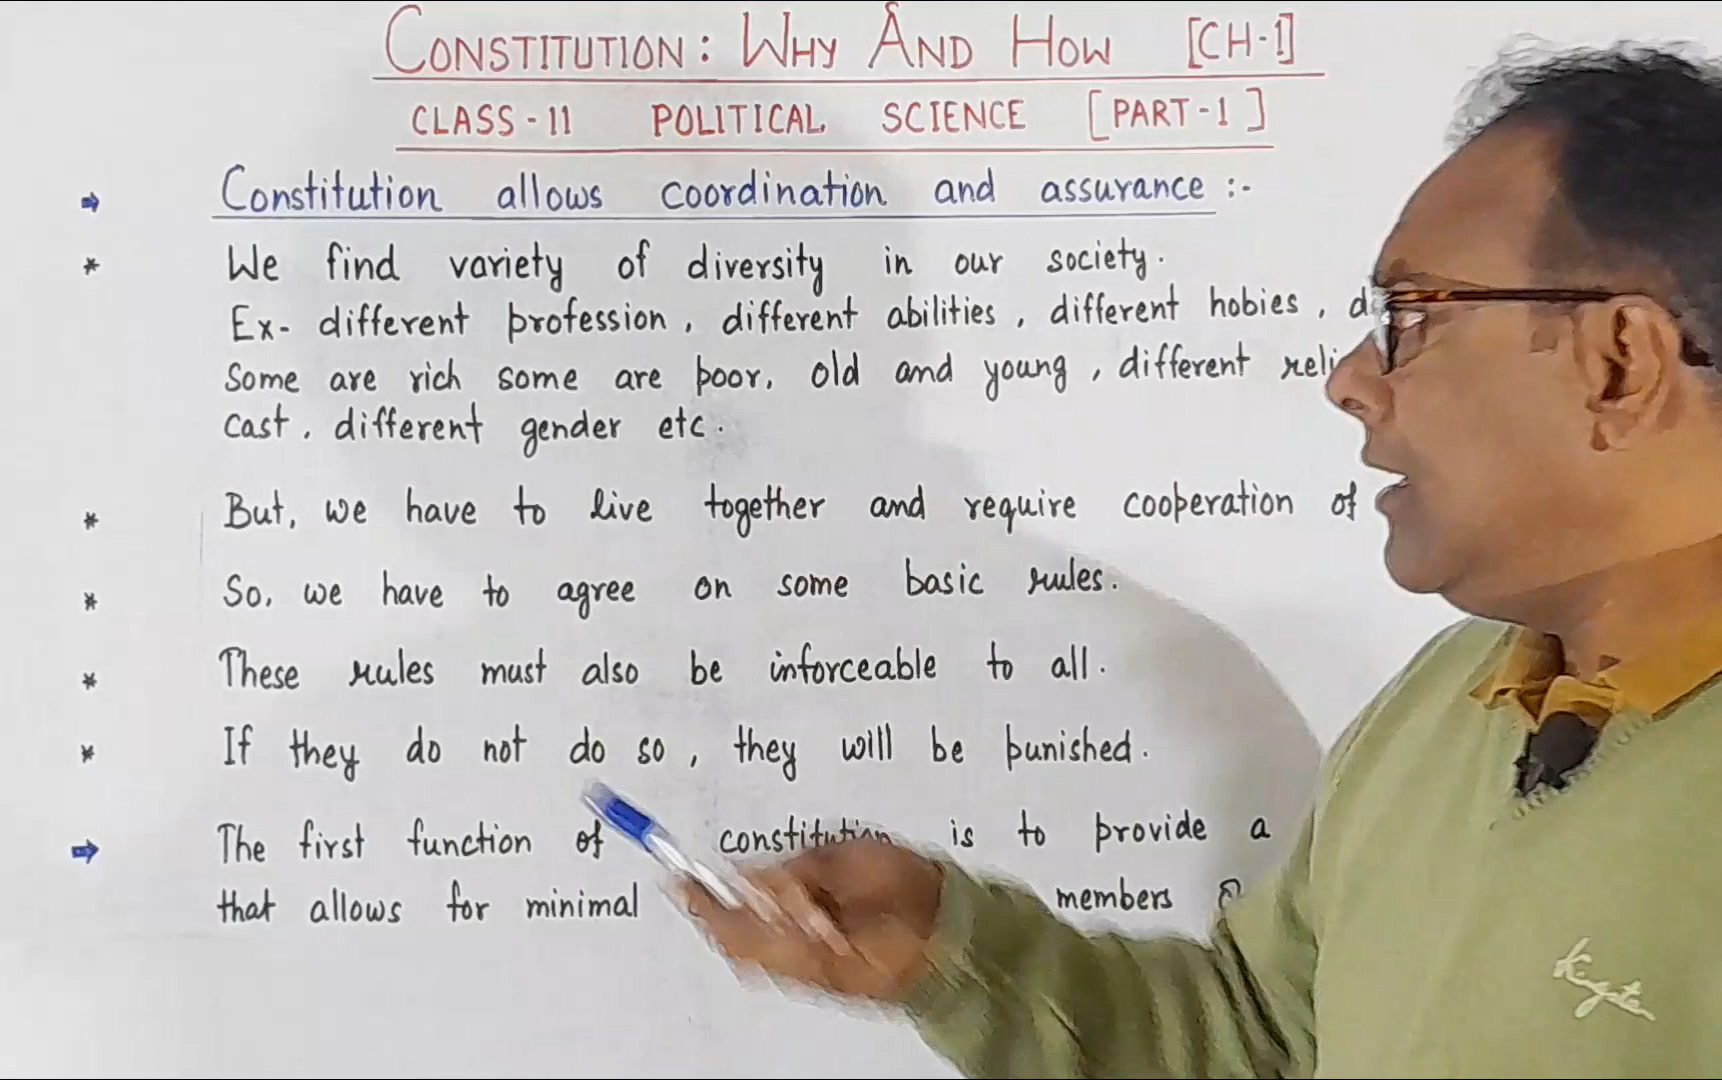 CONSTITUTION: WHY AND HOW [CH-1]
CLASS-11 POLITICAL SCIENCE [PART-1]
⇒ Constitution allows coordination and assurance :-
* We find variety of diversity in our society.
Ex- different profession, different abilities, different hobies,
Some are rich some are poor, old and young, different
cast, different gender etc.
* But, we have to live together and require cooperation of
* So, we have to agree on some basic rules.
* These rules must also be inforceable to all.
* If they do not do so, they will be punished.
⇒ The first function of constitution is to provide a
that allows for minimal members